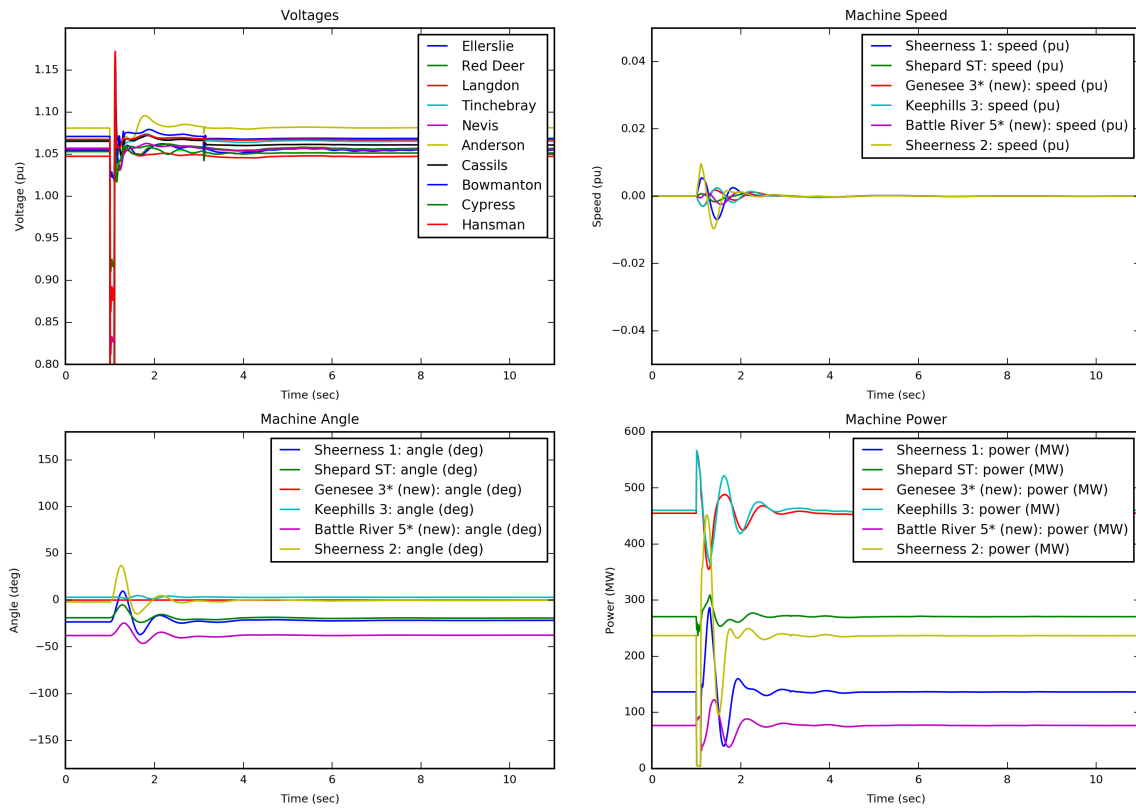 Voltages
1.15
1.10
1.05
1.00
0.95
0.90
0.85
0.80
Voltage (pu)
Ellerslie
Red Deer
Langdon
Tinchebray
Nevis
Anderson
Cassils
Bowmanton
Cypress
Hansman
0 2 4 6 8 10
Time (sec)
Machine Speed
0.04
0.02
0.00
−0.02
−0.04
Speed (pu)
Sheerness 1: speed (pu)
Shepard ST: speed (pu)
Genesee 3* (new): speed (pu)
Keephills 3: speed (pu)
Battle River 5* (new): speed (pu)
Sheerness 2: speed (pu)
0 2 4 6 8 10
Time (sec)
Machine Angle
150
100
50
0
−50
−100
−150
Angle (deg)
Sheerness 1: angle (deg)
Shepard ST: angle (deg)
Genesee 3* (new): angle (deg)
Keephills 3: angle (deg)
Battle River 5* (new): angle (deg)
Sheerness 2: angle (deg)
0 2 4 6 8 10
Time (sec)
Machine Power
600
500
400
300
200
100
0
Power (MW)
Sheerness 1: power (MW)
Shepard ST: power (MW)
Genesee 3* (new): power (MW)
Keephills 3: power (MW)
Battle River 5* (new): power (MW)
Sheerness 2: power (MW)
0 2 4 6 8 10
Time (sec)